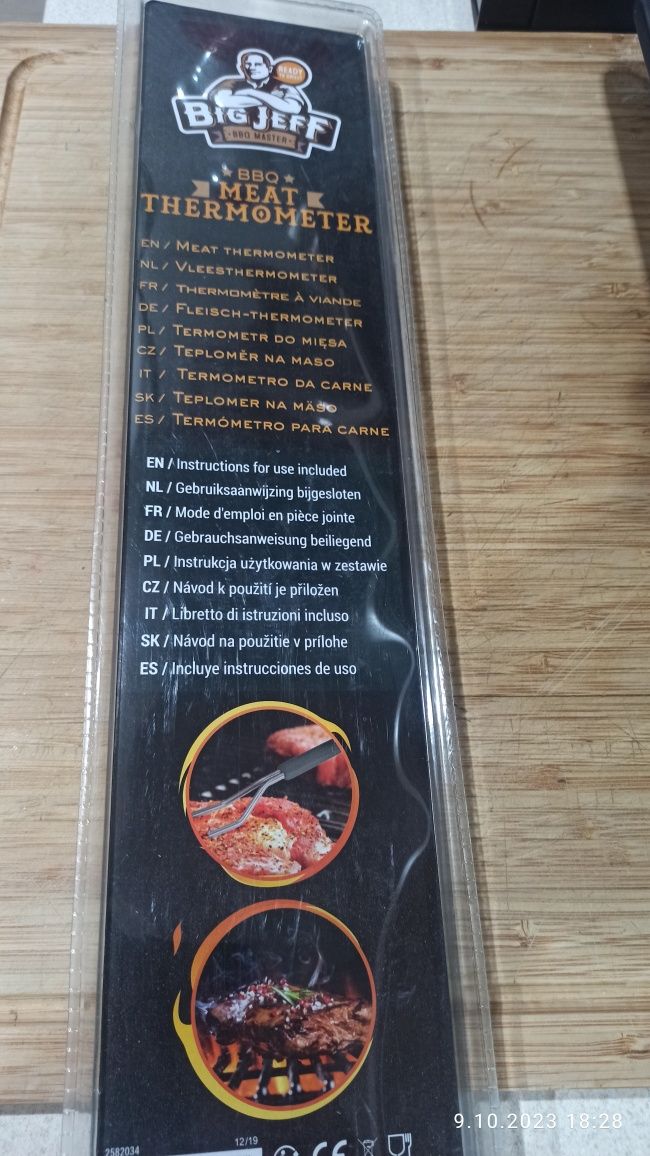 READY
TO GRILL
BIG JEFF
BBQ MASTER
BBQ
MEAT
THERMOMETER
EN / MEAT THERMOMETER
NL / VLEESTHERMOMETER
FR / THERMOMÈTRE À VIANDE
DE / FLEISCH-THERMOMETER
PL / TERMOMETR DO MIĘSA
CZ / TEPLOMĚR NA MASO
IT / TERMOMETRO DA CARNE
SK / TEPLOMER NA MÄSO
ES / TERMÓMETRO PARA CARNE
EN / Instructions for use included
NL / Gebruiksaanwijzing bijgesloten
FR / Mode d'emploi en pièce jointe
DE / Gebrauchsanweisung beiliegend
PL / Instrukcja użytkowania w zestawie
CZ / Návod k použití je přiložen
IT / Libretto di istruzioni incluso
SK / Návod na použitie v prílohe
ES / Incluye instrucciones de uso
2582034
12/19
CE
9.10.2023 18:28